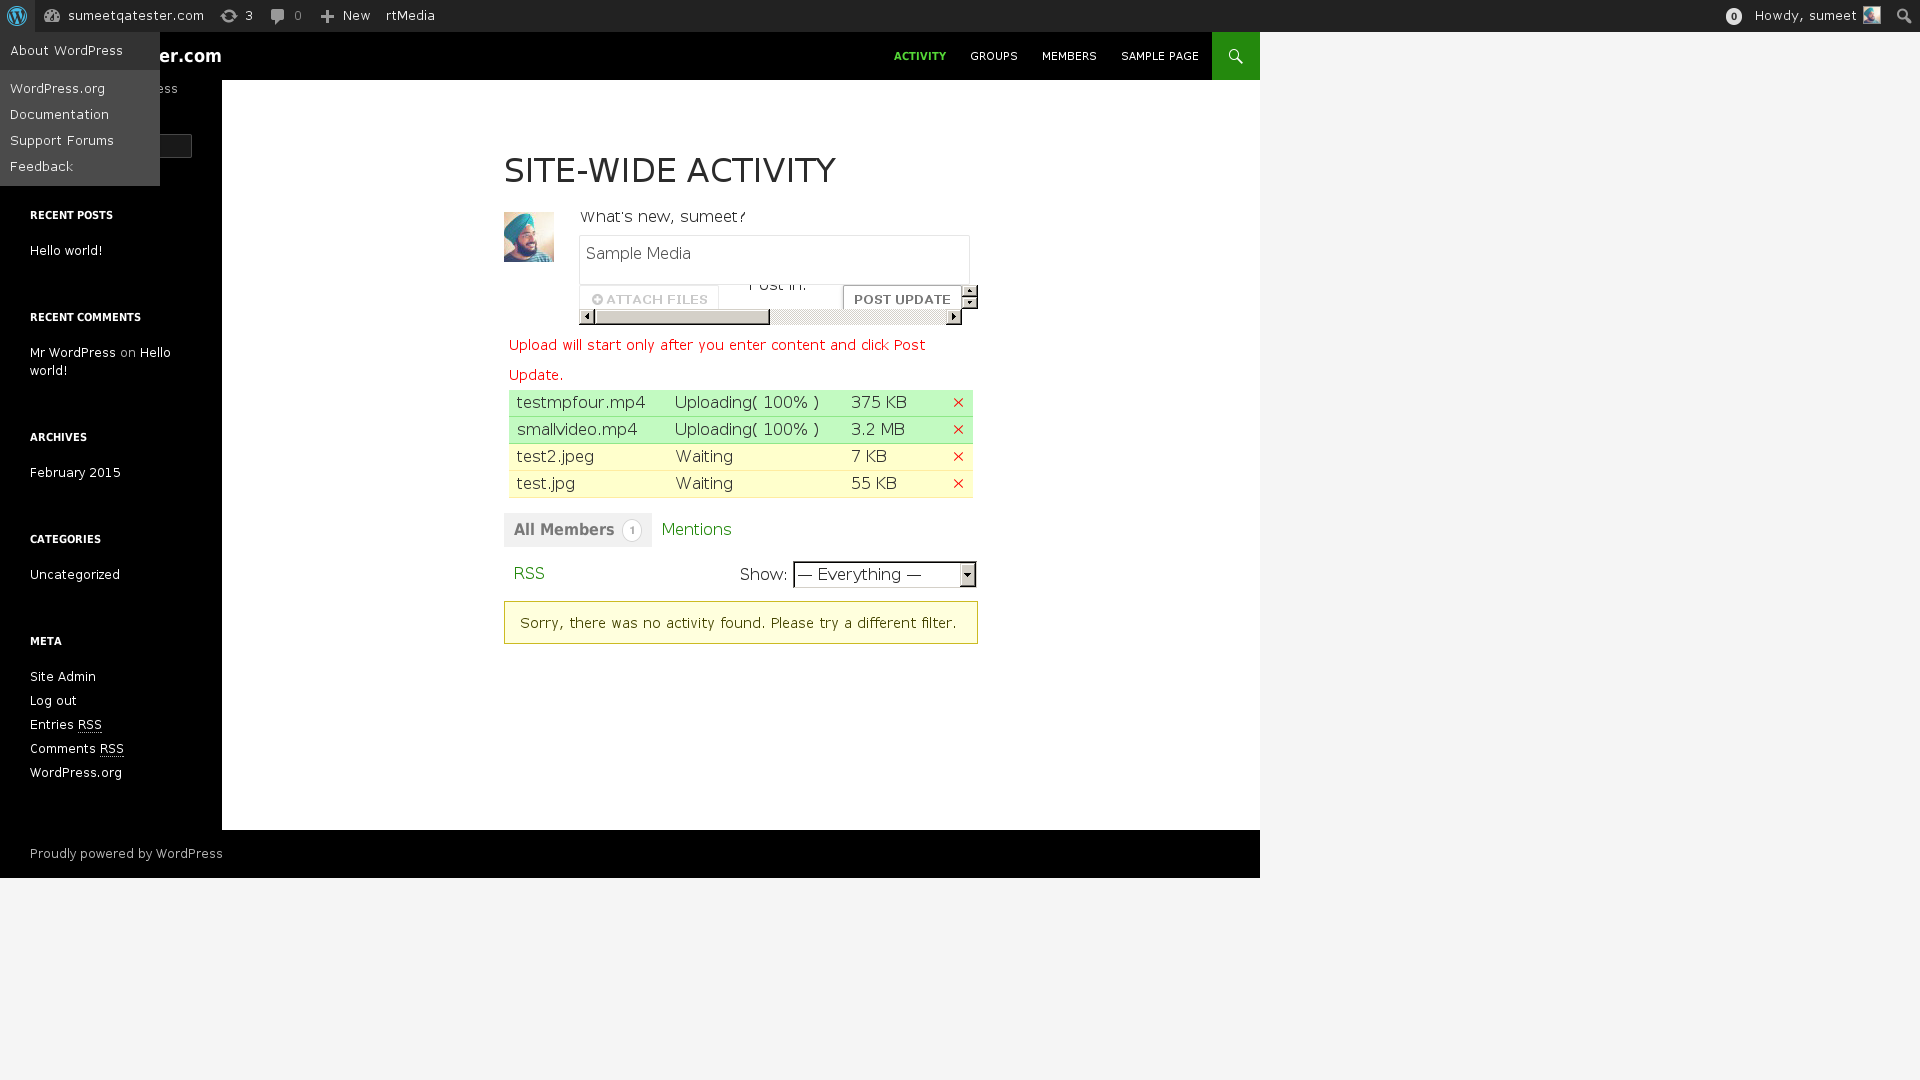 sumeetqatester.com 3 0 New rtMedia 0 Howdy, sumeet
About WordPress
WordPress.org
Documentation
Support Forums
Feedback
er.com
ACTIVITY GROUPS MEMBERS SAMPLE PAGE
ess
RECENT POSTS
Hello world!
RECENT COMMENTS
Mr WordPress on Hello
world!
ARCHIVES
February 2015
CATEGORIES
Uncategorized
META
Site Admin
Log out
Entries RSS
Comments RSS
WordPress.org
SITE-WIDE ACTIVITY
What's new, sumeet?
Sample Media
ATTACH FILES Post in: POST UPDATE
Upload will start only after you enter content and click Post
Update.
testmpfour.mp4 Uploading( 100% ) 375 KB
smallvideo.mp4 Uploading( 100% ) 3.2 MB
test2.jpeg Waiting 7 KB
test.jpg Waiting 55 KB
All Members 1 Mentions
RSS Show: — Everything —
Sorry, there was no activity found. Please try a different filter.
Proudly powered by WordPress